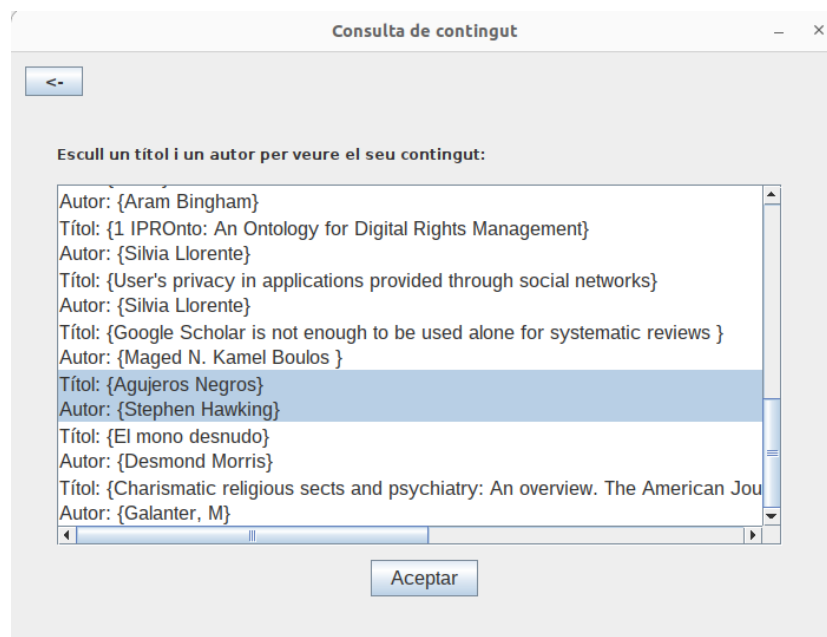 Consulta de contingut
<-
Escull un títol i un autor per veure el seu contingut:
Autor: {Aram Bingham}
Títol: {1 IPROnto: An Ontology for Digital Rights Management}
Autor: {Silvia Llorente}
Títol: {User's privacy in applications provided through social networks}
Autor: {Silvia Llorente}
Títol: {Google Scholar is not enough to be used alone for systematic reviews }
Autor: {Maged N. Kamel Boulos }
Títol: {Agujeros Negros}
Autor: {Stephen Hawking}
Títol: {El mono desnudo}
Autor: {Desmond Morris}
Títol: {Charismatic religious sects and psychiatry: An overview. The American Jou
Autor: {Galanter, M}
Aceptar